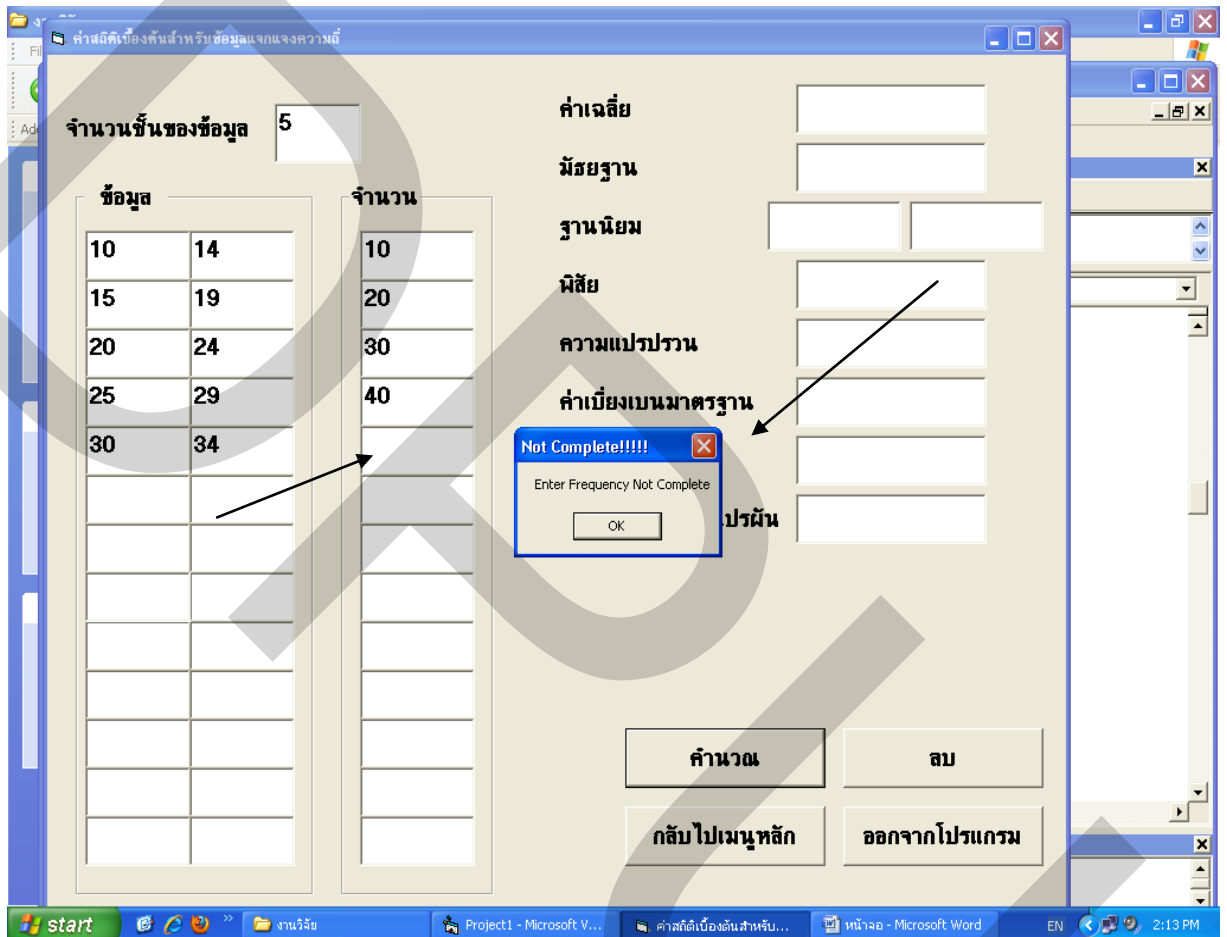 ค่าสถิติเบื้องต้นสำหรับข้อมูลแจกแจงความถี่
จำนวนชั้นของข้อมูล 5
ข้อมูล จำนวน
10 14 10
15 19 20
20 24 30
25 29 40
30 34
ค่าเฉลี่ย
มัธยฐาน
ฐานนิยม
พิสัย
ความแปรปรวน
ค่าเบี่ยงเบนมาตรฐาน
ปรผัน
Not Complete!!!!!
Enter Frequency Not Complete
OK
คำนวณ ลบ
กลับไปเมนูหลัก ออกจากโปรแกรม
start งานวิจัย Project1 - Microsoft V... ค่าสถิติเบื้องต้นสำหรับ... หน้าจอ - Microsoft Word EN 2:13 PM